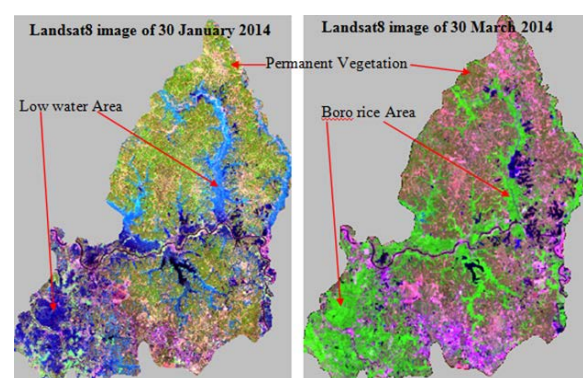 Landsat8 image of 30 January 2014
Landsat8 image of 30 March 2014
Permanent Vegetation
Low water Area
Boro rice Area